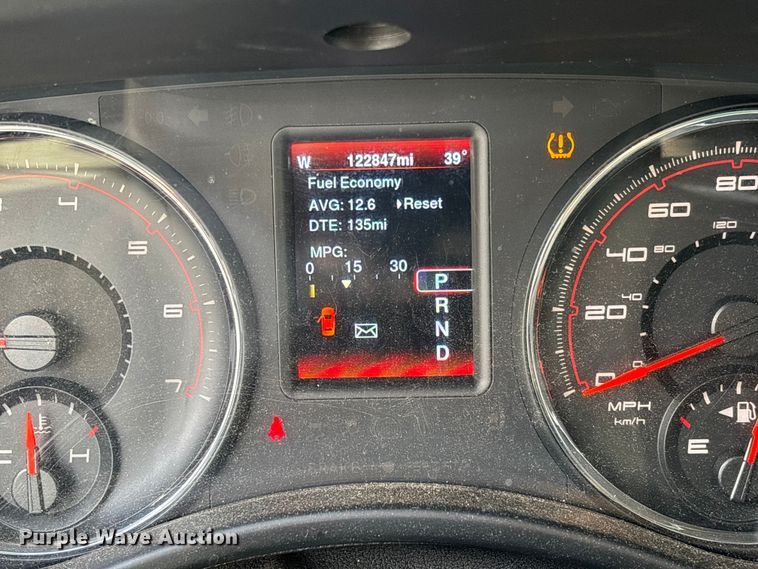 W 122847mi 39°
Fuel Economy
AVG: 12.6 Reset
DTE: 135mi
MPG:
0 15 30
P
R
N
D
4
5
6
7
H
80
60
40
20
0
120
80
40
0
MPH
km/h
E
Purple Wave Auction